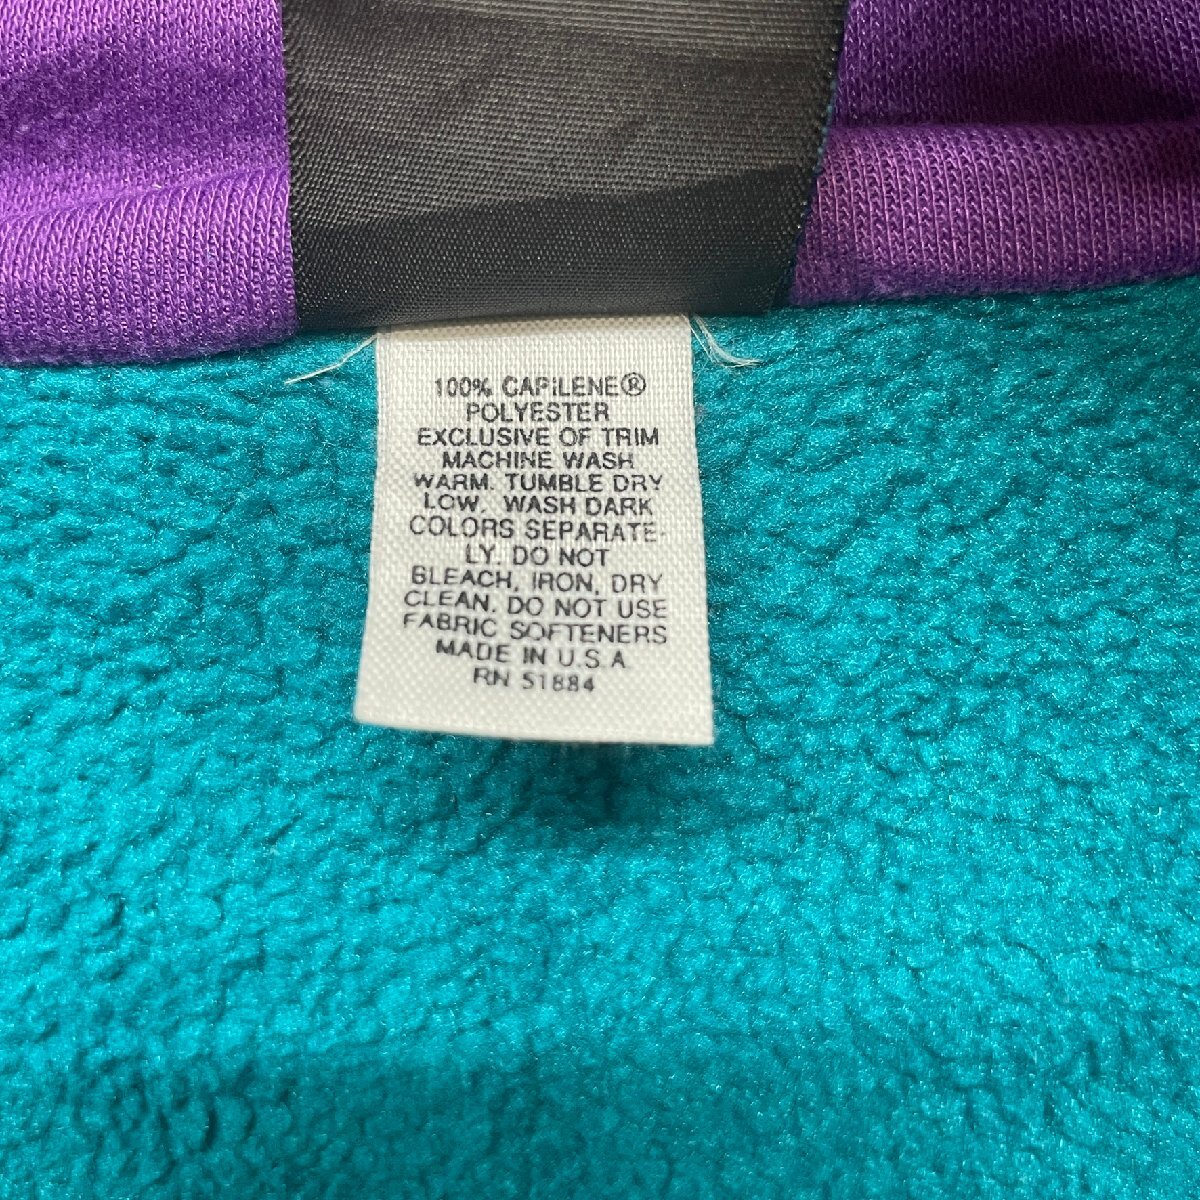 100% CAPILENE®
POLYESTER
EXCLUSIVE OF TRIM
MACHINE WASH
WARM. TUMBLE DRY
LOW. WASH DARK
COLORS SEPARATE-
LY. DO NOT
BLEACH, IRON, DRY
CLEAN. DO NOT USE
FABRIC SOFTENERS
MADE IN U.S.A.
RN 51884